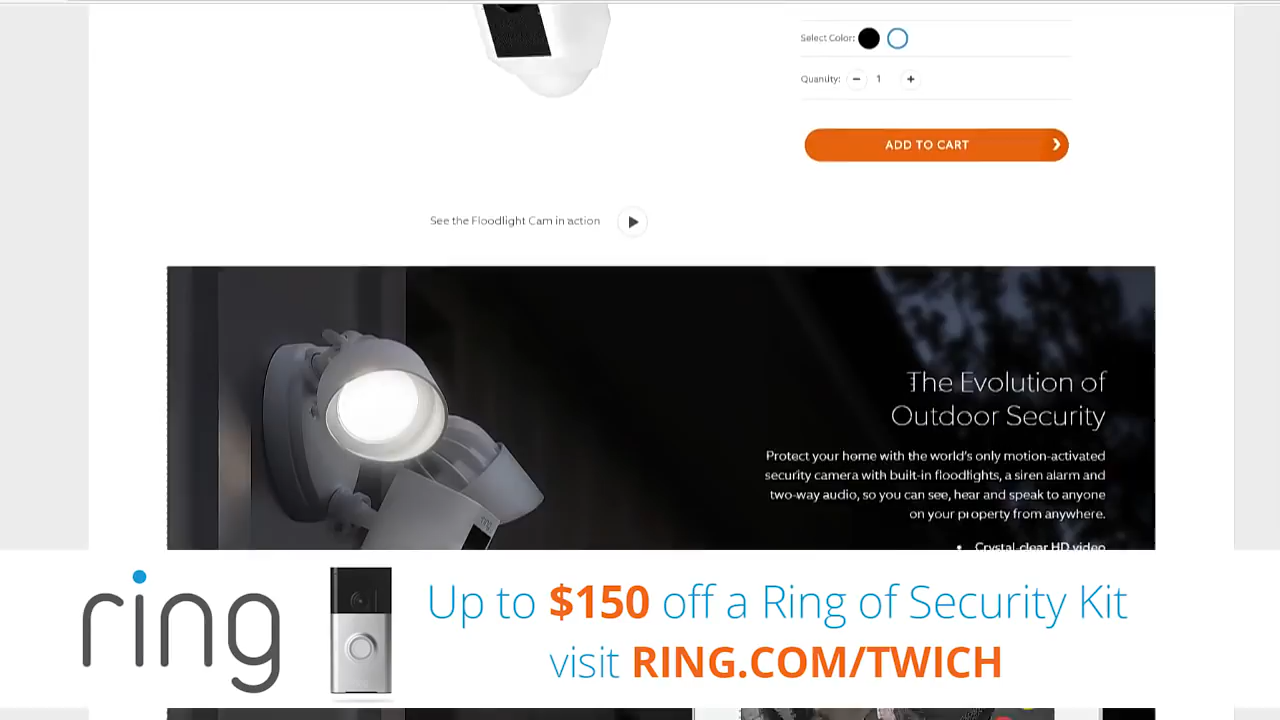 Select Color:
Quantity: 1
ADD TO CART
See the Floodlight Cam in action
The Evolution of
Outdoor Security
Protect your home with the world's only motion-activated
security camera with built-in floodlights, a siren alarm and
two-way audio, so you can see, hear and speak to anyone
on your property from anywhere.
• Crystal-clear HD video
ring
ring
Up to $150 off a Ring of Security Kit
visit RING.COM/TWICH